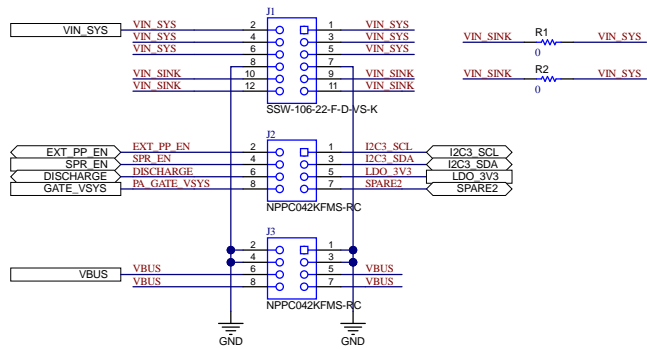 J1
VIN_SYS VIN_SYS 2 1 VIN_SYS
VIN_SYS 4 3 VIN_SYS
VIN_SYS 6 5 VIN_SYS
8 7
VIN_SINK 10 9 VIN_SINK
VIN_SINK 12 11 VIN_SINK
SSW-106-22-F-D-VS-K
R1
VIN_SINK VIN_SYS
0
R2
VIN_SINK VIN_SYS
0
J2
EXT_PP_EN EXT_PP_EN 2 1 I2C3_SCL I2C3_SCL
SPR_EN SPR_EN 4 3 I2C3_SDA I2C3_SDA
DISCHARGE DISCHARGE 6 5 LDO_3V3 LDO_3V3
GATE_VSYS PA_GATE_VSYS 8 7 SPARE2 SPARE2
NPPC042KFMS-RC
J3
2 1
4 3
VBUS VBUS 6 5 VBUS
VBUS 8 7 VBUS
NPPC042KFMS-RC
GND GND